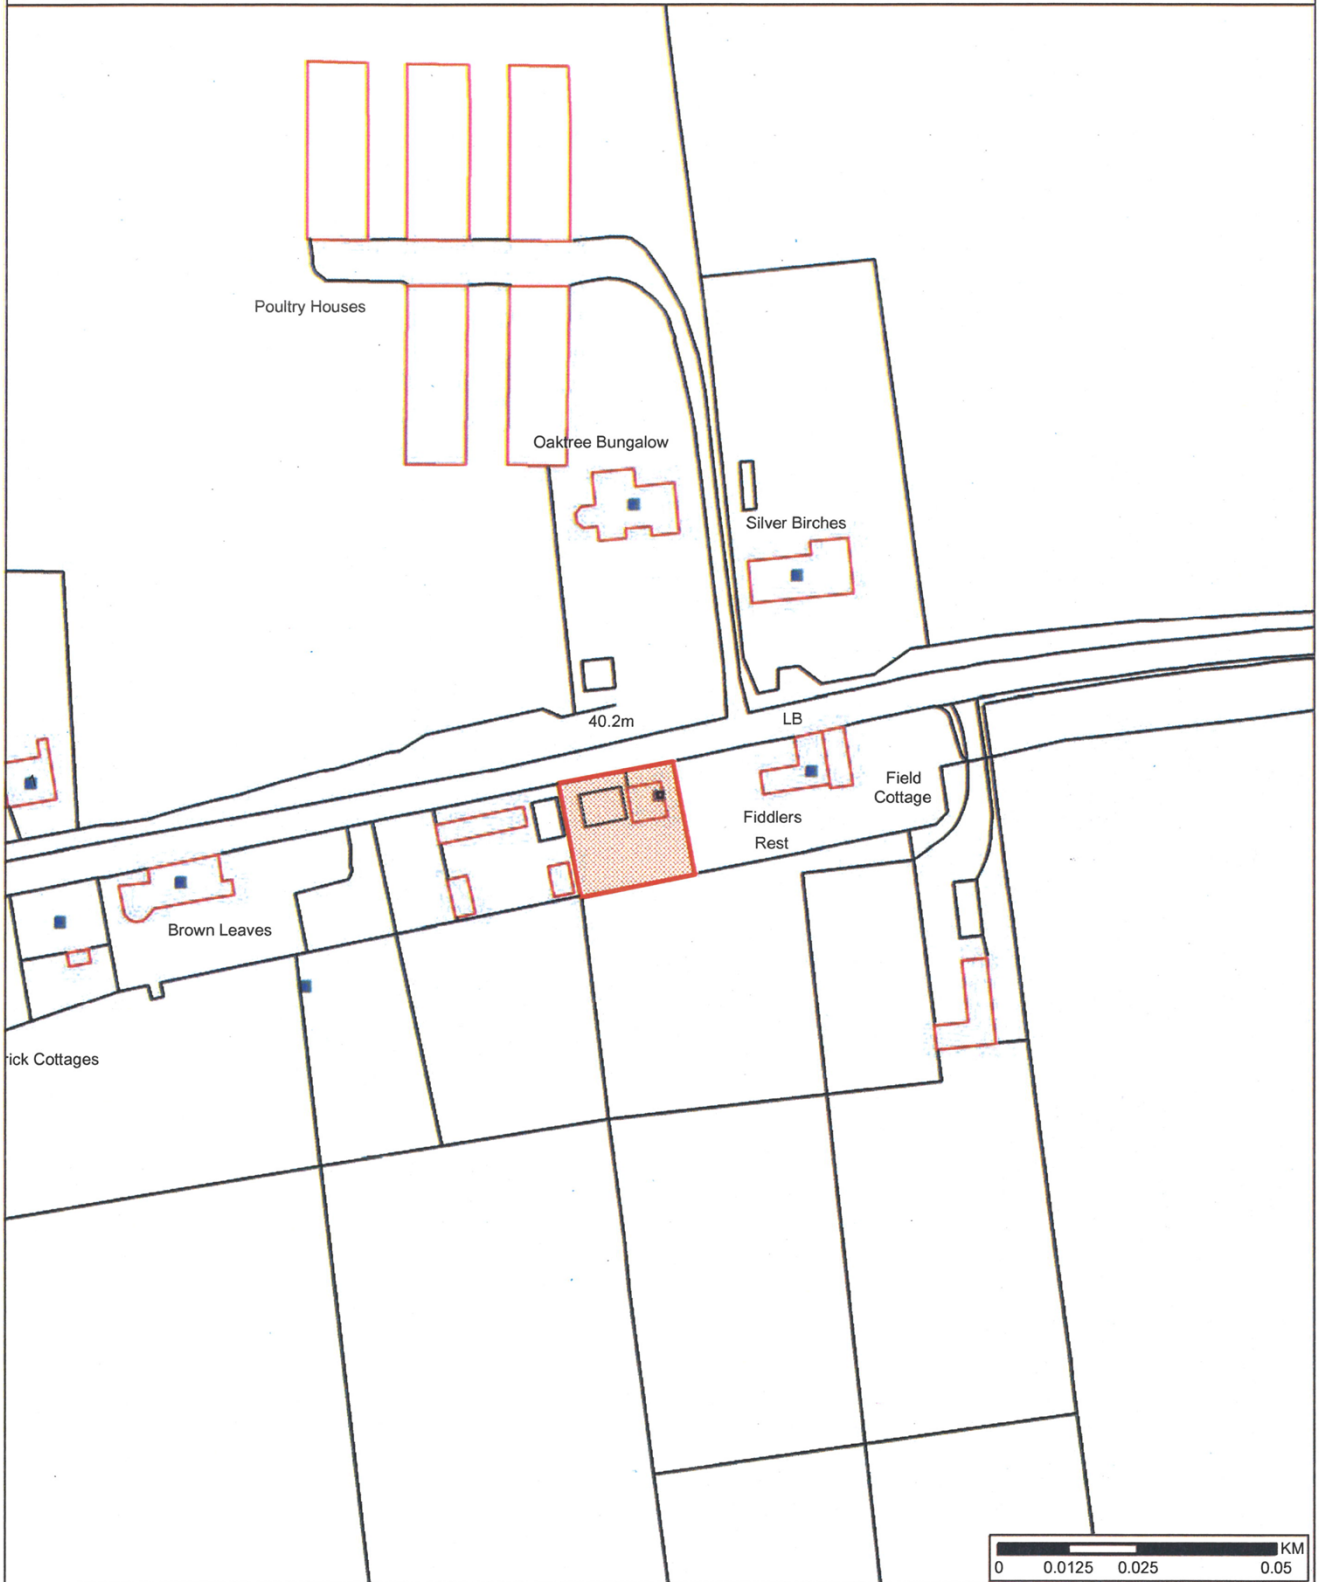 Poultry Houses
Oaktree Bungalow
Silver Birches
40.2m
LB
Field
Cottage
Fiddlers
Rest
Brown Leaves
rick Cottages
KM
0 0.0125 0.025 0.05